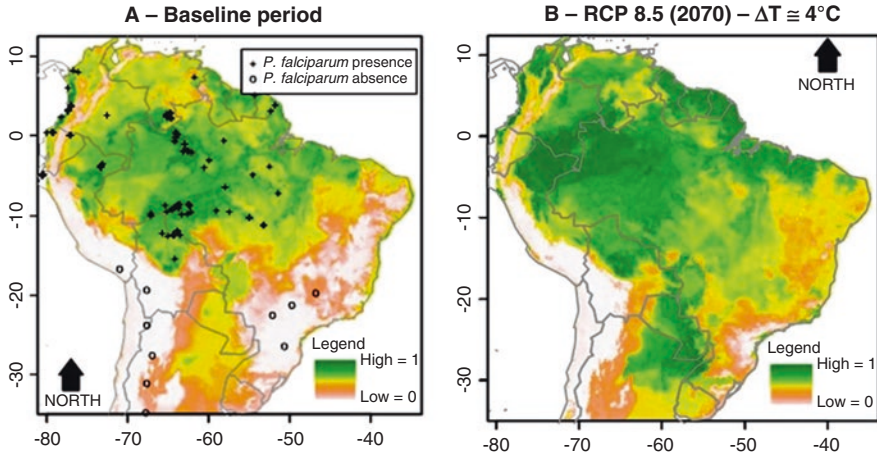 A – Baseline period
B – RCP 8.5 (2070) – ΔT ≅ 4°C
P. falciparum presence
P. falciparum absence
NORTH
Legend
High = 1
Low = 0
10
0
-10
-20
-30
-80
-70
-60
-50
-40
NORTH
Legend
High = 1
Low = 0
10
0
-10
-20
-30
-80
-70
-60
-50
-40